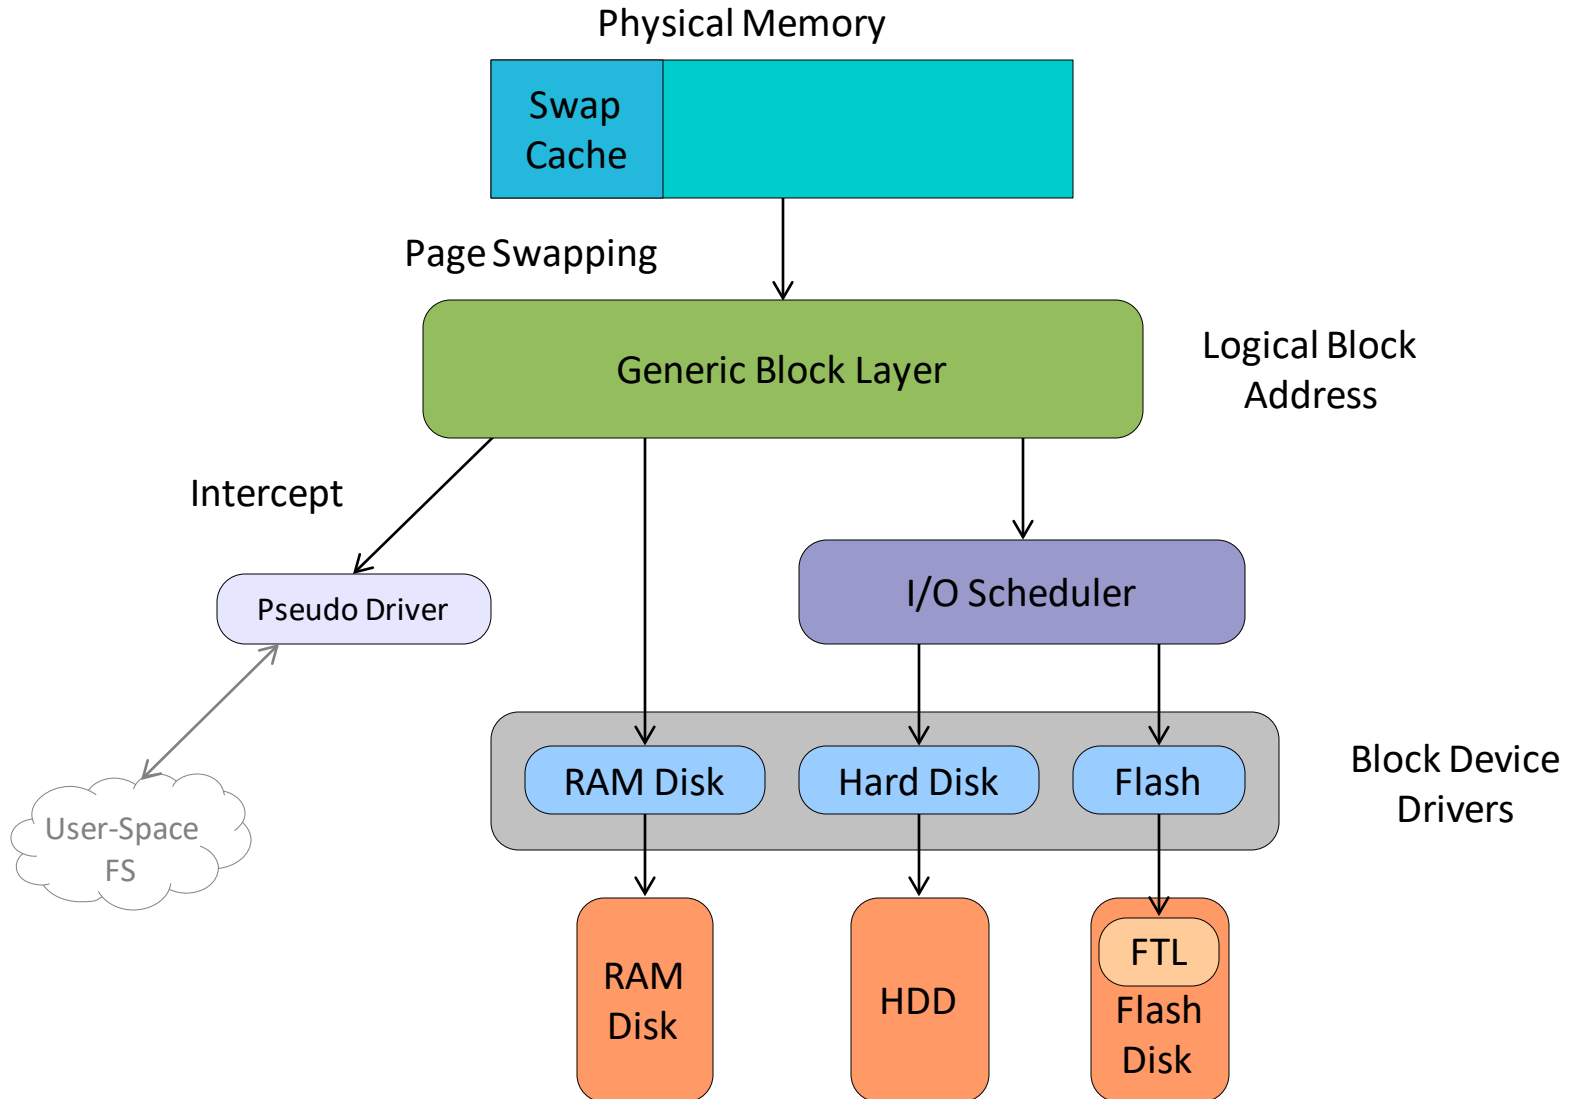 Physical Memory
Swap
Cache
Page Swapping
Generic Block Layer
Logical Block
Address
Intercept
Pseudo Driver
I/O Scheduler
RAM Disk
Hard Disk
Flash
Block Device
Drivers
User-Space
FS
RAM
Disk
HDD
FTL
Flash
Disk